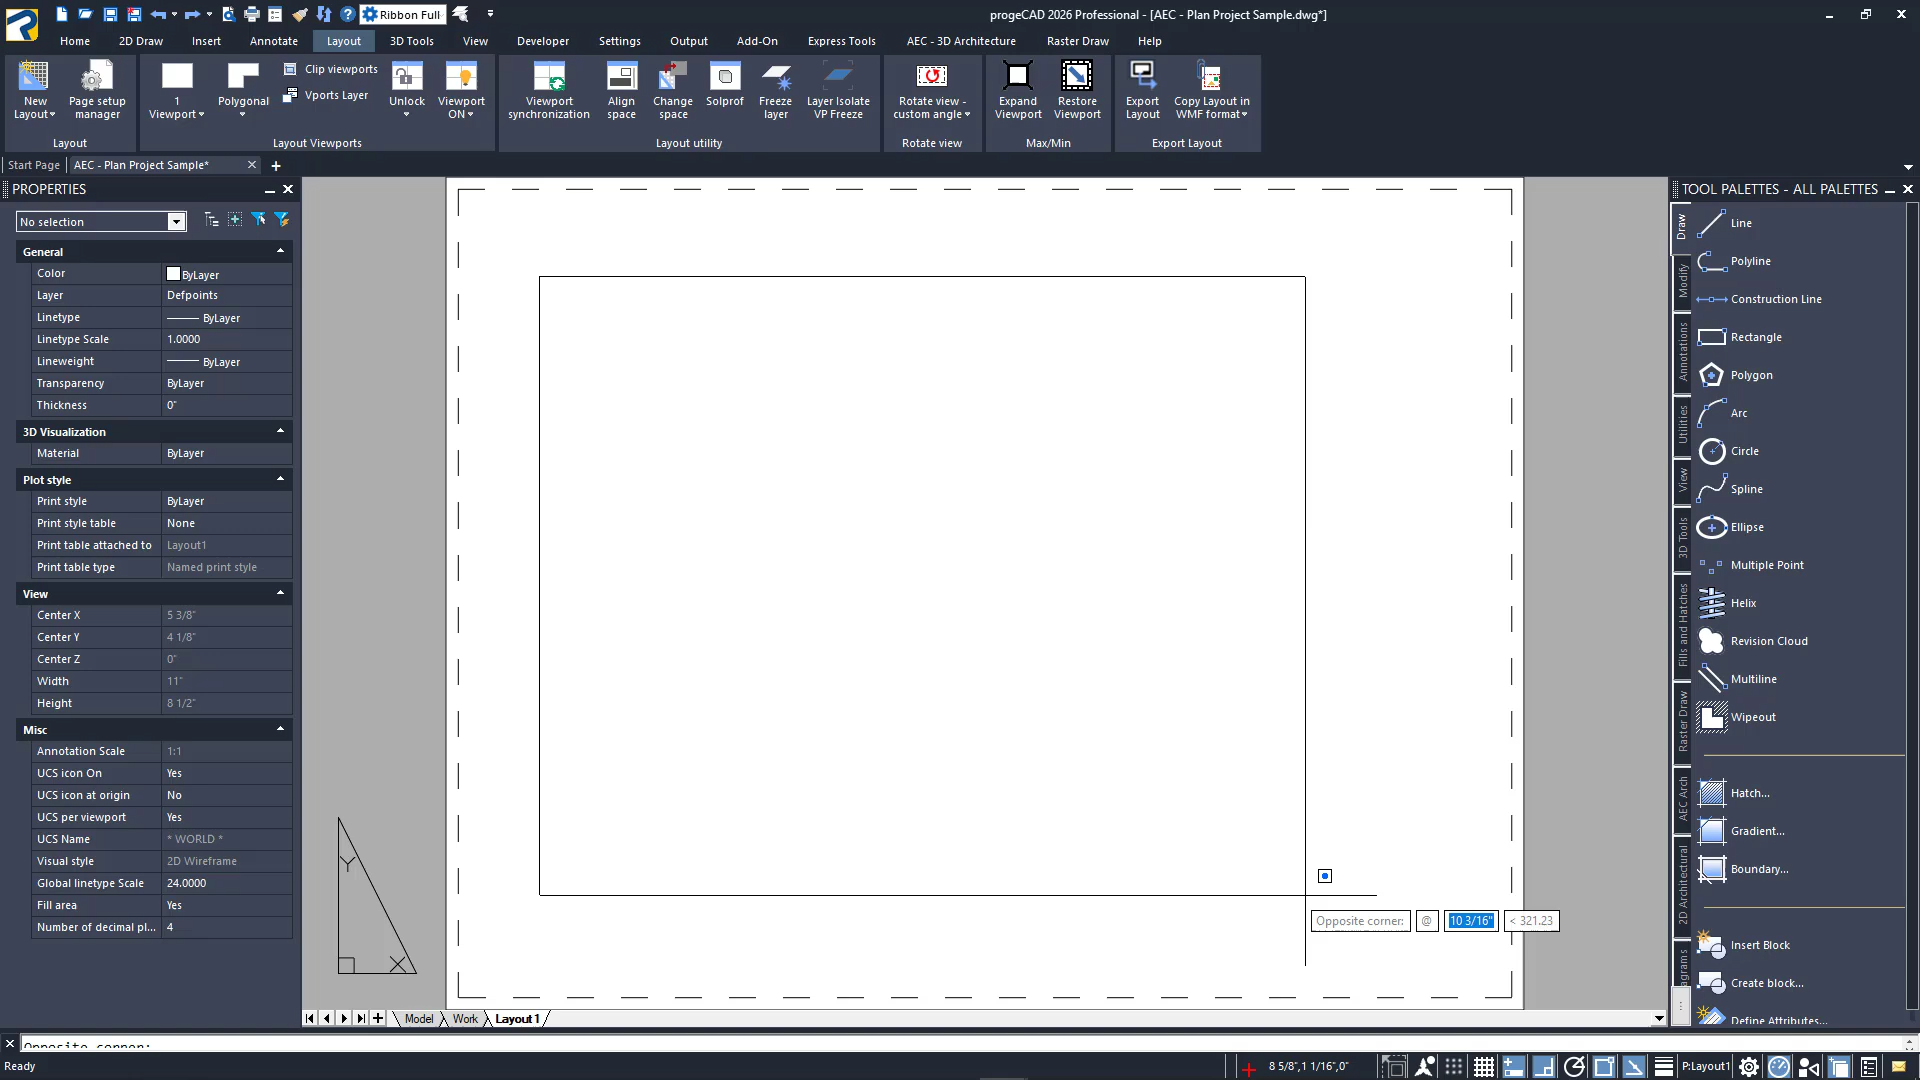 Ribbon Full
progeCAD 2026 Professional - [AEC - Plan Project Sample.dwg*]
Home 2D Draw Insert Annotate Layout 3D Tools View Developer Settings Output Add-On Express Tools AEC - 3D Architecture Raster Draw Help
New Layout
Page setup manager
1 Viewport
Polygonal
Clip viewports
Vports Layer
Unlock
Viewport ON
Viewport synchronization
Align space
Change space
Solprof
Freeze layer
Layer Isolate VP Freeze
Rotate view - custom angle
Expand Viewport
Restore Viewport
Export Layout
Copy Layout in WMF format
Layout Layout Viewports Layout utility Rotate view Max/Min Export Layout
Start Page AEC - Plan Project Sample*
PROPERTIES
No selection
General
Color ByLayer
Layer Defpoints
Linetype ByLayer
Linetype Scale 1.0000
Lineweight ByLayer
Transparency ByLayer
Thickness 0"
3D Visualization
Material ByLayer
Plot style
Print style ByLayer
Print style table None
Print table attached to Layout1
Print table type Named print style
View
Center X 5 3/8"
Center Y 4 1/8"
Center Z 0"
Width 11"
Height 8 1/2"
Misc
Annotation Scale 1:1
UCS icon On Yes
UCS icon at origin No
UCS per viewport Yes
UCS Name * WORLD *
Visual style 2D Wireframe
Global linetype Scale 24.0000
Fill area Yes
Number of decimal pl... 4
Y
X
Opposite corner: @ 10 3/16" < 321.23
TOOL PALETTES - ALL PALETTES
Draw
Modify
Annotations
Utilities
View
3D Tools
Fills and Hatches
Raster Draw
AEC Arch
2D Architectural
Line
Polyline
Construction Line
Rectangle
Polygon
Arc
Circle
Spline
Ellipse
Multiple Point
Helix
Revision Cloud
Multiline
Wipeout
Hatch...
Gradient...
Boundary...
Insert Block
Create block...
Define Attributes...
Model Work Layout1
Opposite corner:
Ready
8 5/8",1 1/16",0"
P:Layout1